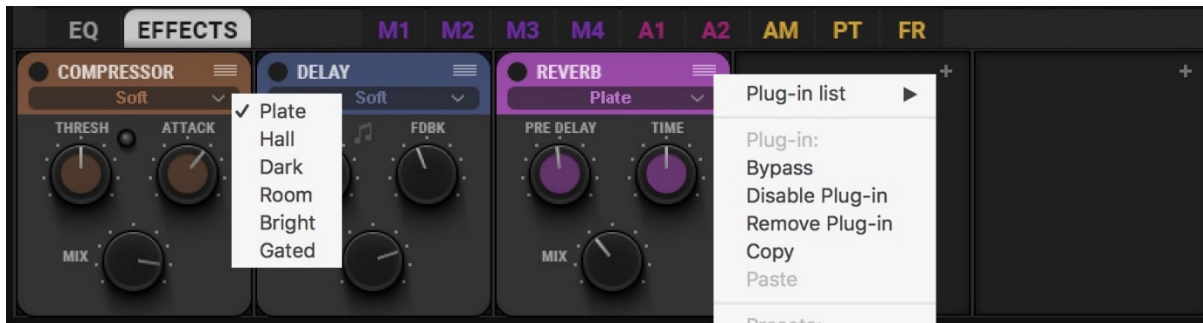 EQ EFFECTS M1 M2 M3 M4 A1 A2 AM PT FR
COMPRESSOR
Soft
THRESH ATTACK
MIX
✓ Plate
Hall
Dark
Room
Bright
Gated
DELAY
Soft
FDBK
REVERB
Plate
PRE DELAY TIME
MIX
Plug-in list
Plug-in:
Bypass
Disable Plug-in
Remove Plug-in
Copy
Paste
+
+